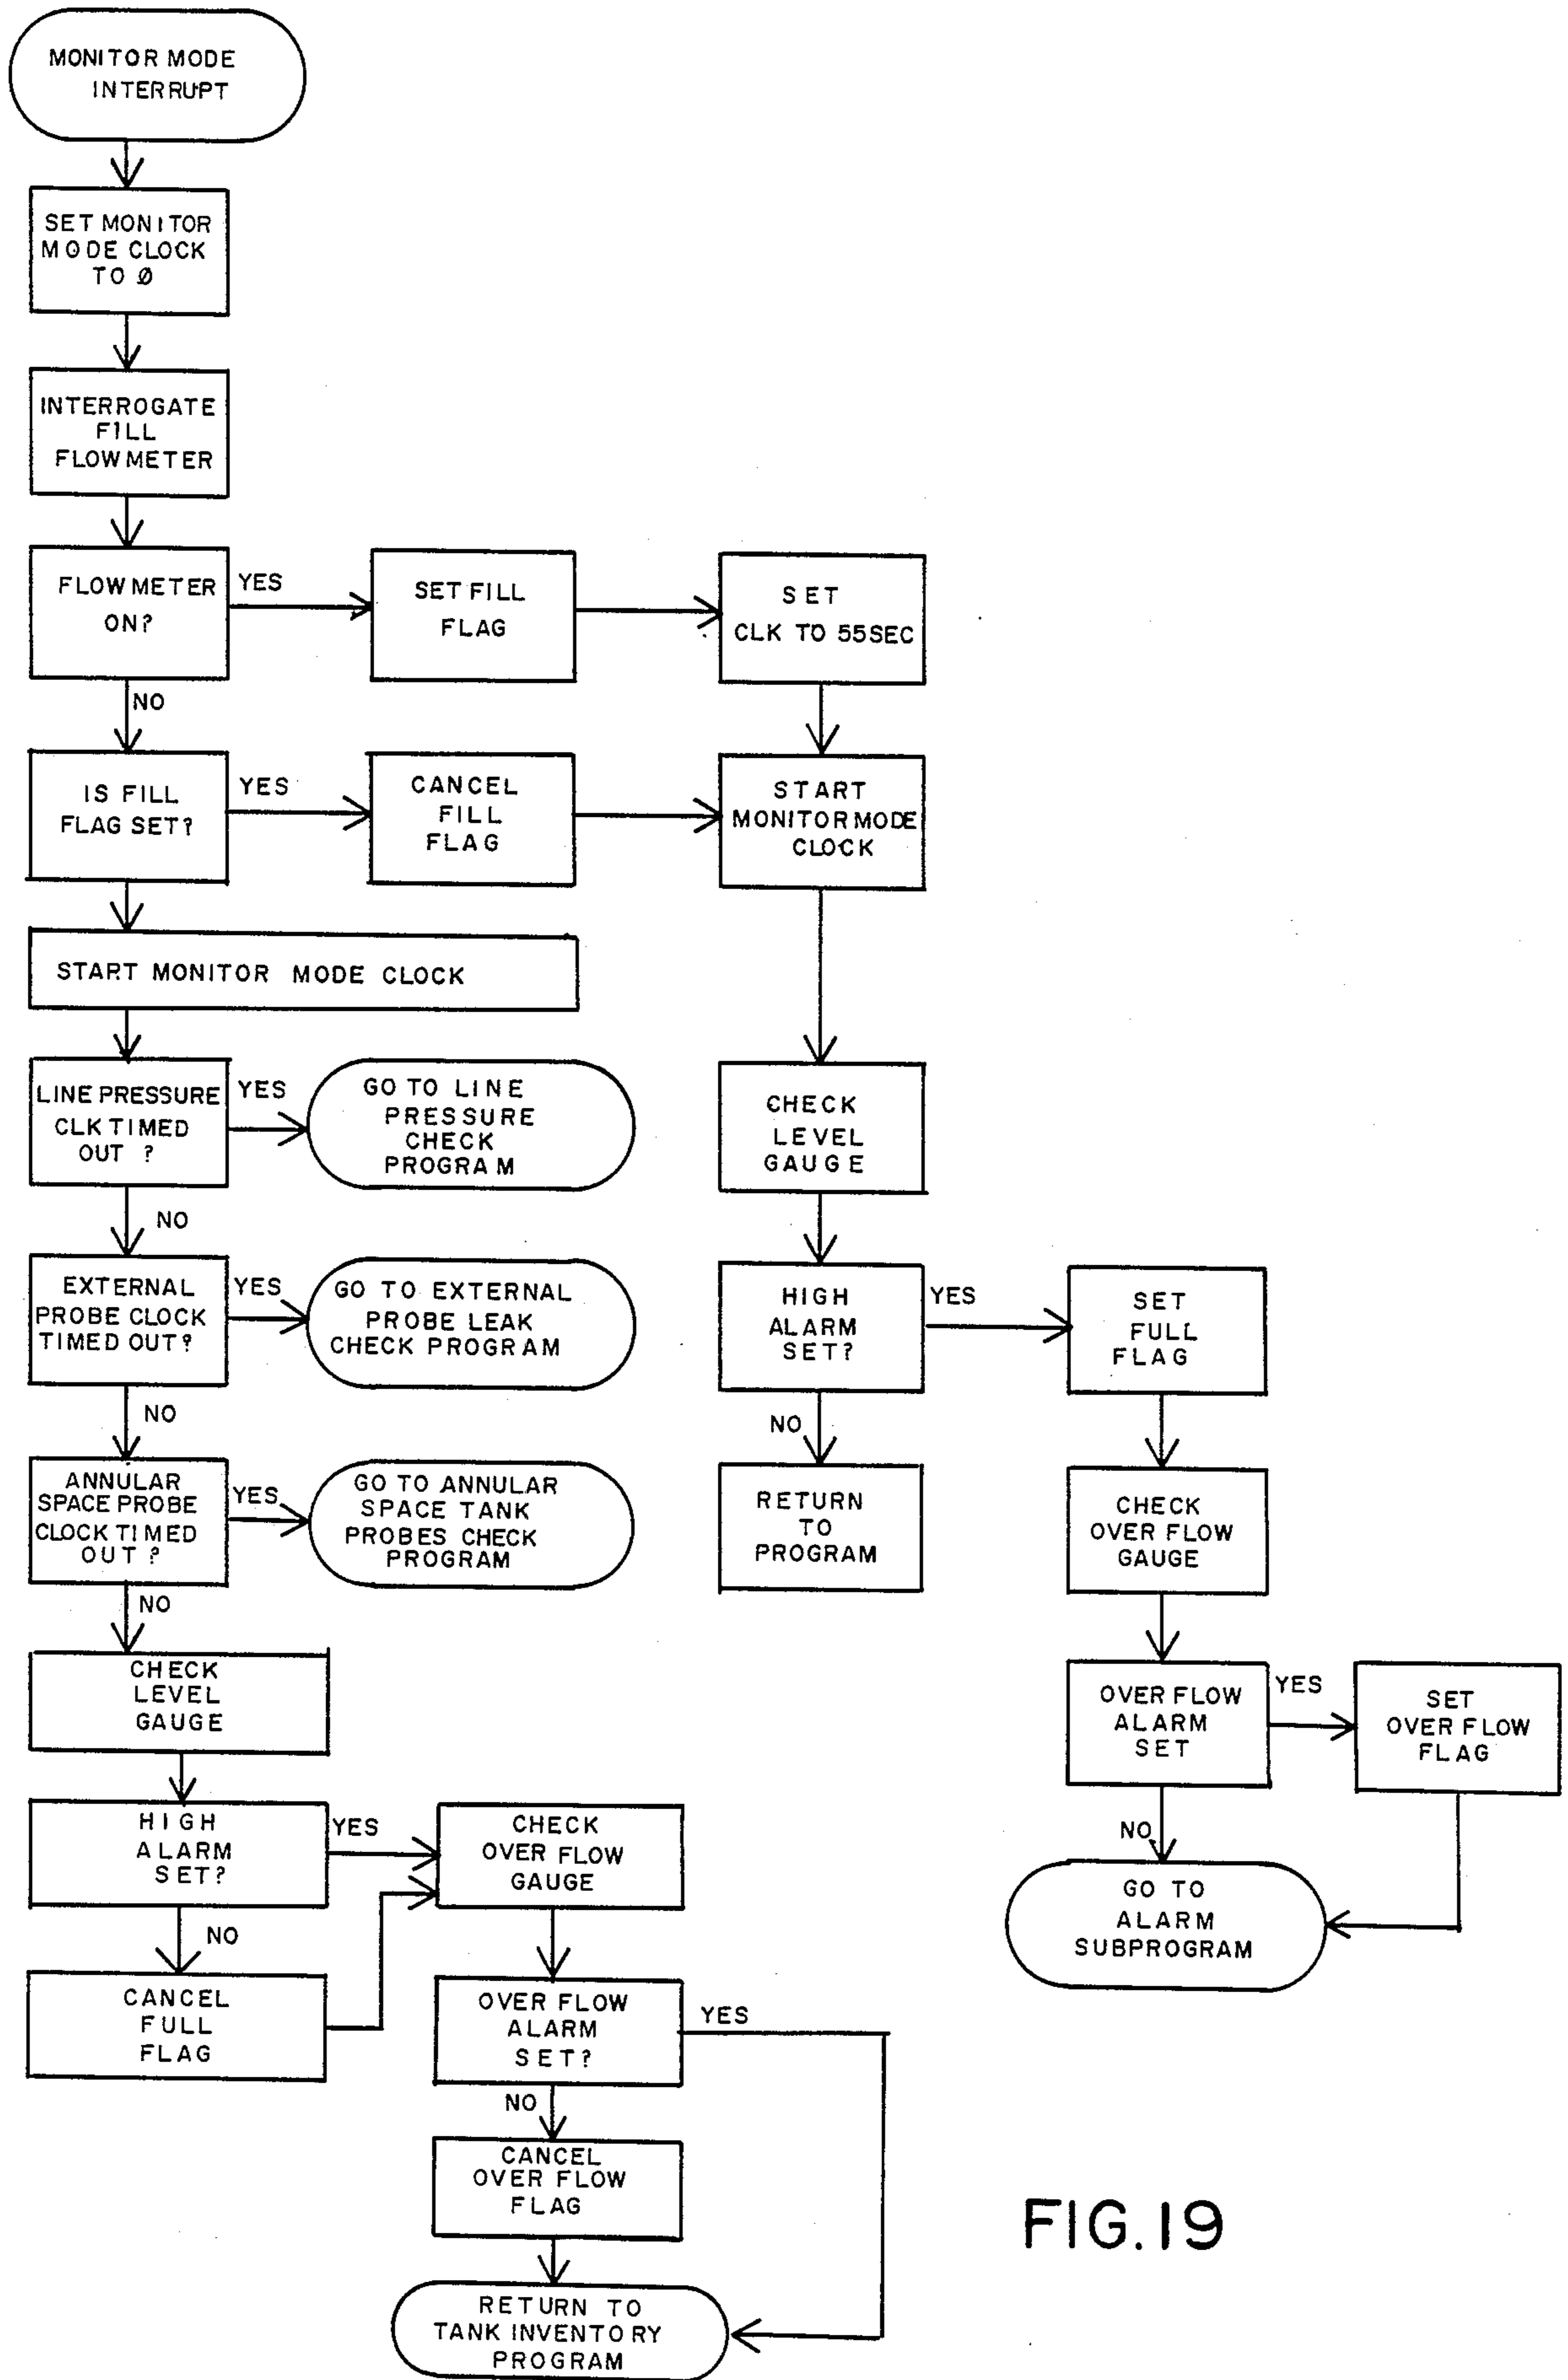 MONITOR MODE
INTERRUPT
SET MONITOR
MODE CLOCK
TO Ø
INTERROGATE
FILL
FLOWMETER
FLOWMETER
ON?
YES
SET FILL
FLAG
SET
CLK TO 55SEC
NO
IS FILL
FLAG SET?
YES
CANCEL
FILL
FLAG
START
MONITOR MODE
CLOCK
START MONITOR MODE CLOCK
LINE PRESSURE
CLK TIMED
OUT ?
YES
GO TO LINE
PRESSURE
CHECK
PROGRAM
CHECK
LEVEL
GAUGE
NO
EXTERNAL
PROBE CLOCK
TIMED OUT?
YES
GO TO EXTERNAL
PROBE LEAK
CHECK PROGRAM
HIGH
ALARM
SET?
YES
SET
FULL
FLAG
NO
NO
ANNULAR
SPACE PROBE
CLOCK TIMED
OUT ?
YES
GO TO ANNULAR
SPACE TANK
PROBES CHECK
PROGRAM
RETURN
TO
PROGRAM
CHECK
OVER FLOW
GAUGE
NO
CHECK
LEVEL
GAUGE
OVER FLOW
ALARM
SET
YES
SET
OVER FLOW
FLAG
HIGH
ALARM
SET?
YES
CHECK
OVER FLOW
GAUGE
NO
GO TO
ALARM
SUBPROGRAM
NO
CANCEL
FULL
FLAG
OVER FLOW
ALARM
SET?
YES
NO
CANCEL
OVER FLOW
FLAG
RETURN TO
TANK INVENTORY
PROGRAM
FIG. 19